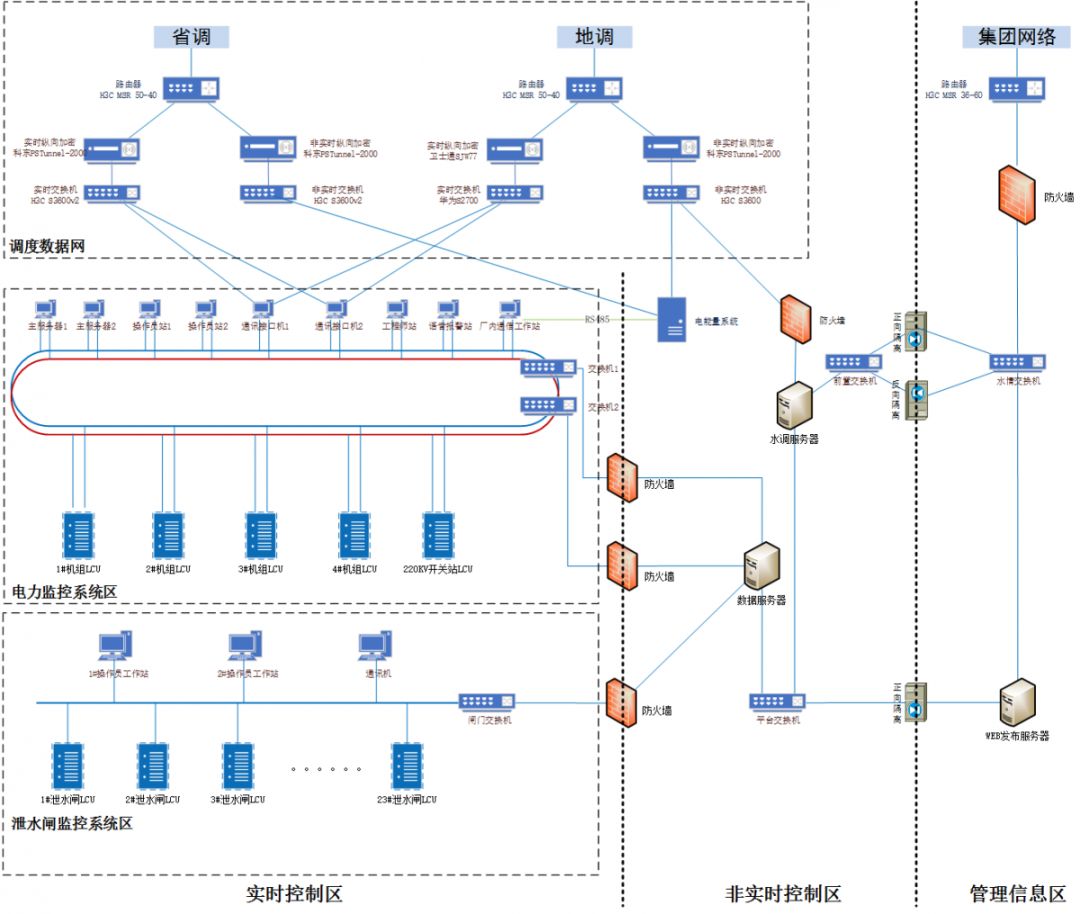 省调
地调
集团网络
路由器
H3C MSR 50-40
路由器
H3C MSR 50-40
路由器
H3C MSR 36-60
实时纵向加密
科东PSTunnel-2000
非实时纵向加密
科东PSTunnel-2000
实时纵向加密
卫士通SJW77
非实时纵向加密
科东PSTunnel-2000
实时交换机
H3C S3600v2
非实时交换机
H3C S3600v2
实时交换机
华为S2700
非实时交换机
H3C S3600
防火墙
调度数据网
主服务器1
主服务器2
操作员站1
操作员站2
通讯接口机1
通讯接口机2
工程师站
语音报警站
厂内通信工作站
RS485
电能量系统
防火墙
正向隔离
前置交换机
水情交换机
反向隔离
交换机1
交换机2
水调服务器
防火墙
防火墙
1#机组LCU
2#机组LCU
3#机组LCU
4#机组LCU
220KV开关站LCU
电力监控系统区
数据服务器
1#操作员工作站
2#操作员工作站
通讯机
闸门交换机
防火墙
平台交换机
正向隔离
WEB发布服务器
1#泄水闸LCU
2#泄水闸LCU
3#泄水闸LCU
······
23#泄水闸LCU
泄水闸监控系统区
实时控制区
非实时控制区
管理信息区